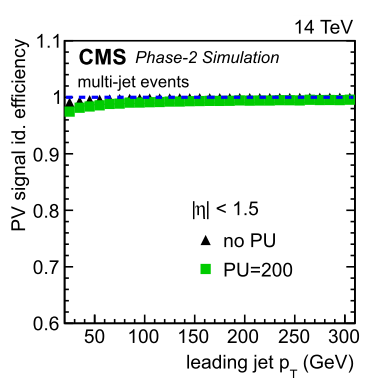 14 TeV
CMS Phase-2 Simulation
multi-jet events
PV signal id. efficiency
1.1
1
0.9
0.8
0.7
0.6
|η| < 1.5
no PU
PU=200
50 100 150 200 250 300
leading jet p_T (GeV)